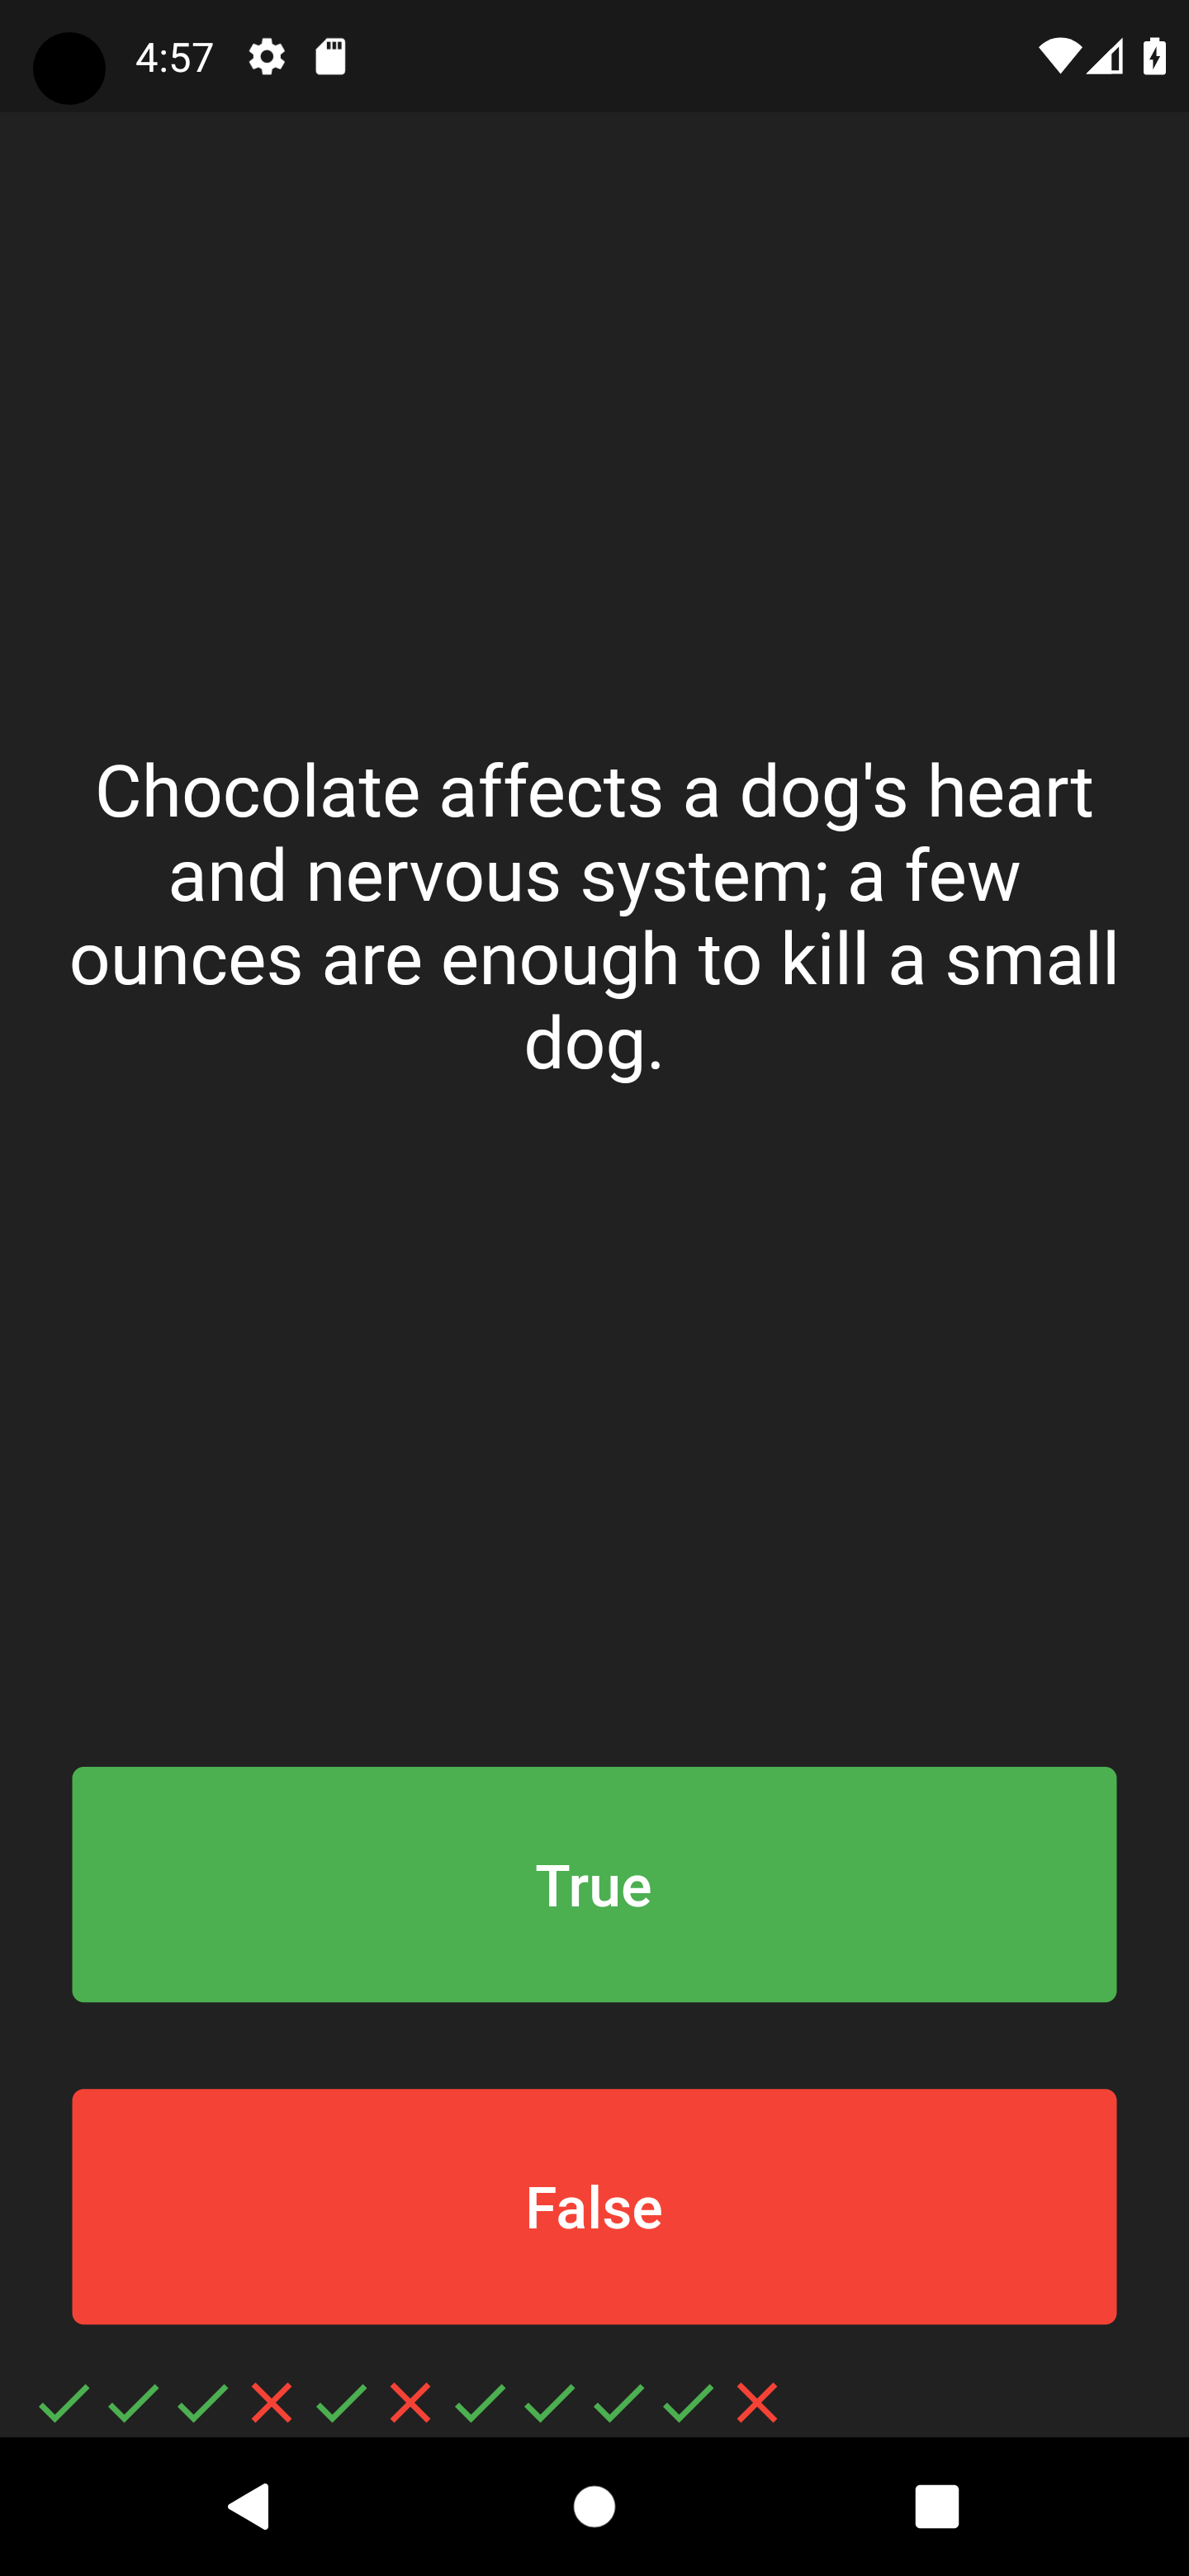 4:57
Chocolate affects a dog's heart
and nervous system; a few
ounces are enough to kill a small
dog.
True
False